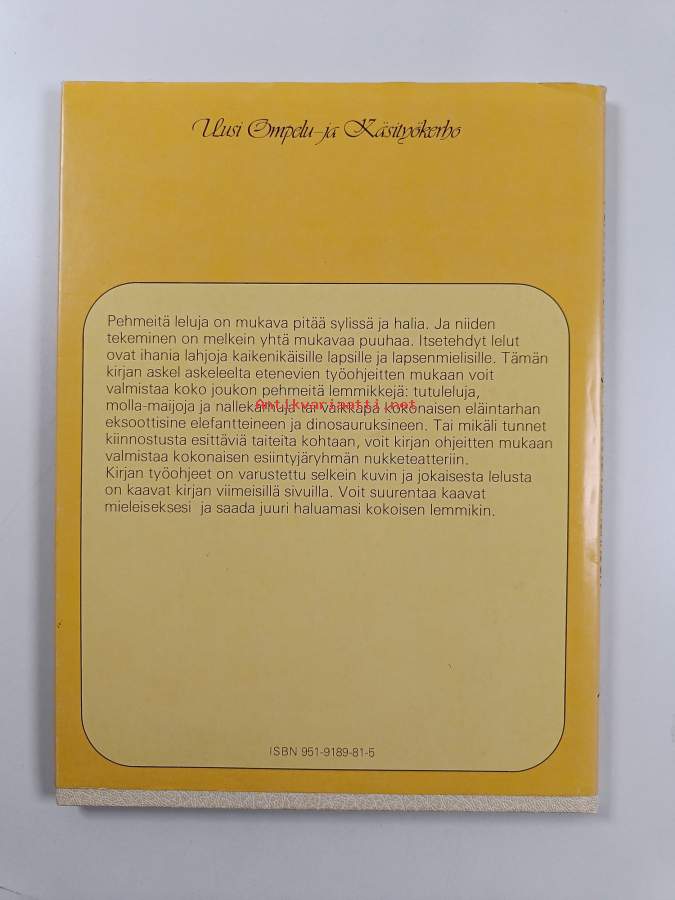 Uusi Ompelu-ja Käsityökerho
Pehmeitä leluja on mukava pitää sylissä ja halia. Ja niiden
tekeminen on melkein yhtä mukavaa puuhaa. Itsetehdyt lelut
ovat ihania lahjoja kaikenikäisille lapsille ja lapsenmielisille. Tämän
kirjan askel askeleelta etenevien työohjeitten mukaan voit
valmistaa koko joukon pehmeitä lemmikkejä: tutuleluja,
molla-maijoja ja nallekarhuja tai vaikkapa kokonaisen eläintarhan
Antikvariaatti.net
eksoottisine elefantteineen ja dinosauruksineen. Tai mikäli tunnet
kiinnostusta esittäviä taiteita kohtaan, voit kirjan ohjeitten mukaan
valmistaa kokonaisen esiintyjäryhmän nukketeatteriin.
Kirjan työohjeet on varustettu selkein kuvin ja jokaisesta lelusta
on kaavat kirjan viimeisillä sivuilla. Voit suurentaa kaavat
mieleiseksesi ja saada juuri haluamasi kokoisen lemmikin.
ISBN 951-9189-81-5